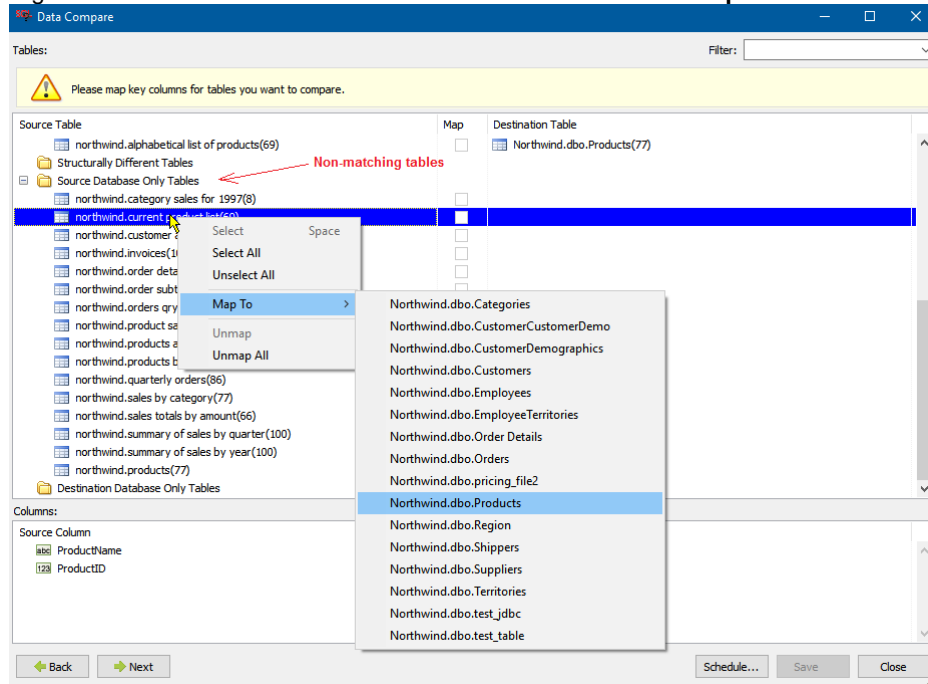 Data Compare
Tables:
Filter:
Please map key columns for tables you want to compare.
Source Table
Map
Destination Table
northwind.alphabetical list of products(69)
Northwind.dbo.Products(77)
Structurally Different Tables
Non-matching tables
Source Database Only Tables
northwind.category sales for 1997(8)
northwind.current product list(69)
northwind.customer
northwind.invoices(1
northwind.order deta
northwind.order subt
northwind.orders qry
northwind.product sa
northwind.products a
northwind.products b
northwind.quarterly orders(86)
northwind.sales by category(77)
northwind.sales totals by amount(66)
northwind.summary of sales by quarter(100)
northwind.summary of sales by year(100)
northwind.products(77)
Destination Database Only Tables
Select Space
Select All
Unselect All
Map To
Unmap
Unmap All
Northwind.dbo.Categories
Northwind.dbo.CustomerCustomerDemo
Northwind.dbo.CustomerDemographics
Northwind.dbo.Customers
Northwind.dbo.Employees
Northwind.dbo.EmployeeTerritories
Northwind.dbo.Order Details
Northwind.dbo.Orders
Northwind.dbo.pricing_file2
Northwind.dbo.Products
Northwind.dbo.Region
Northwind.dbo.Shippers
Northwind.dbo.Suppliers
Northwind.dbo.Territories
Northwind.dbo.test_jdbc
Northwind.dbo.test_table
Columns:
Source Column
abc ProductName
123 ProductID
Back
Next
Schedule...
Save
Close